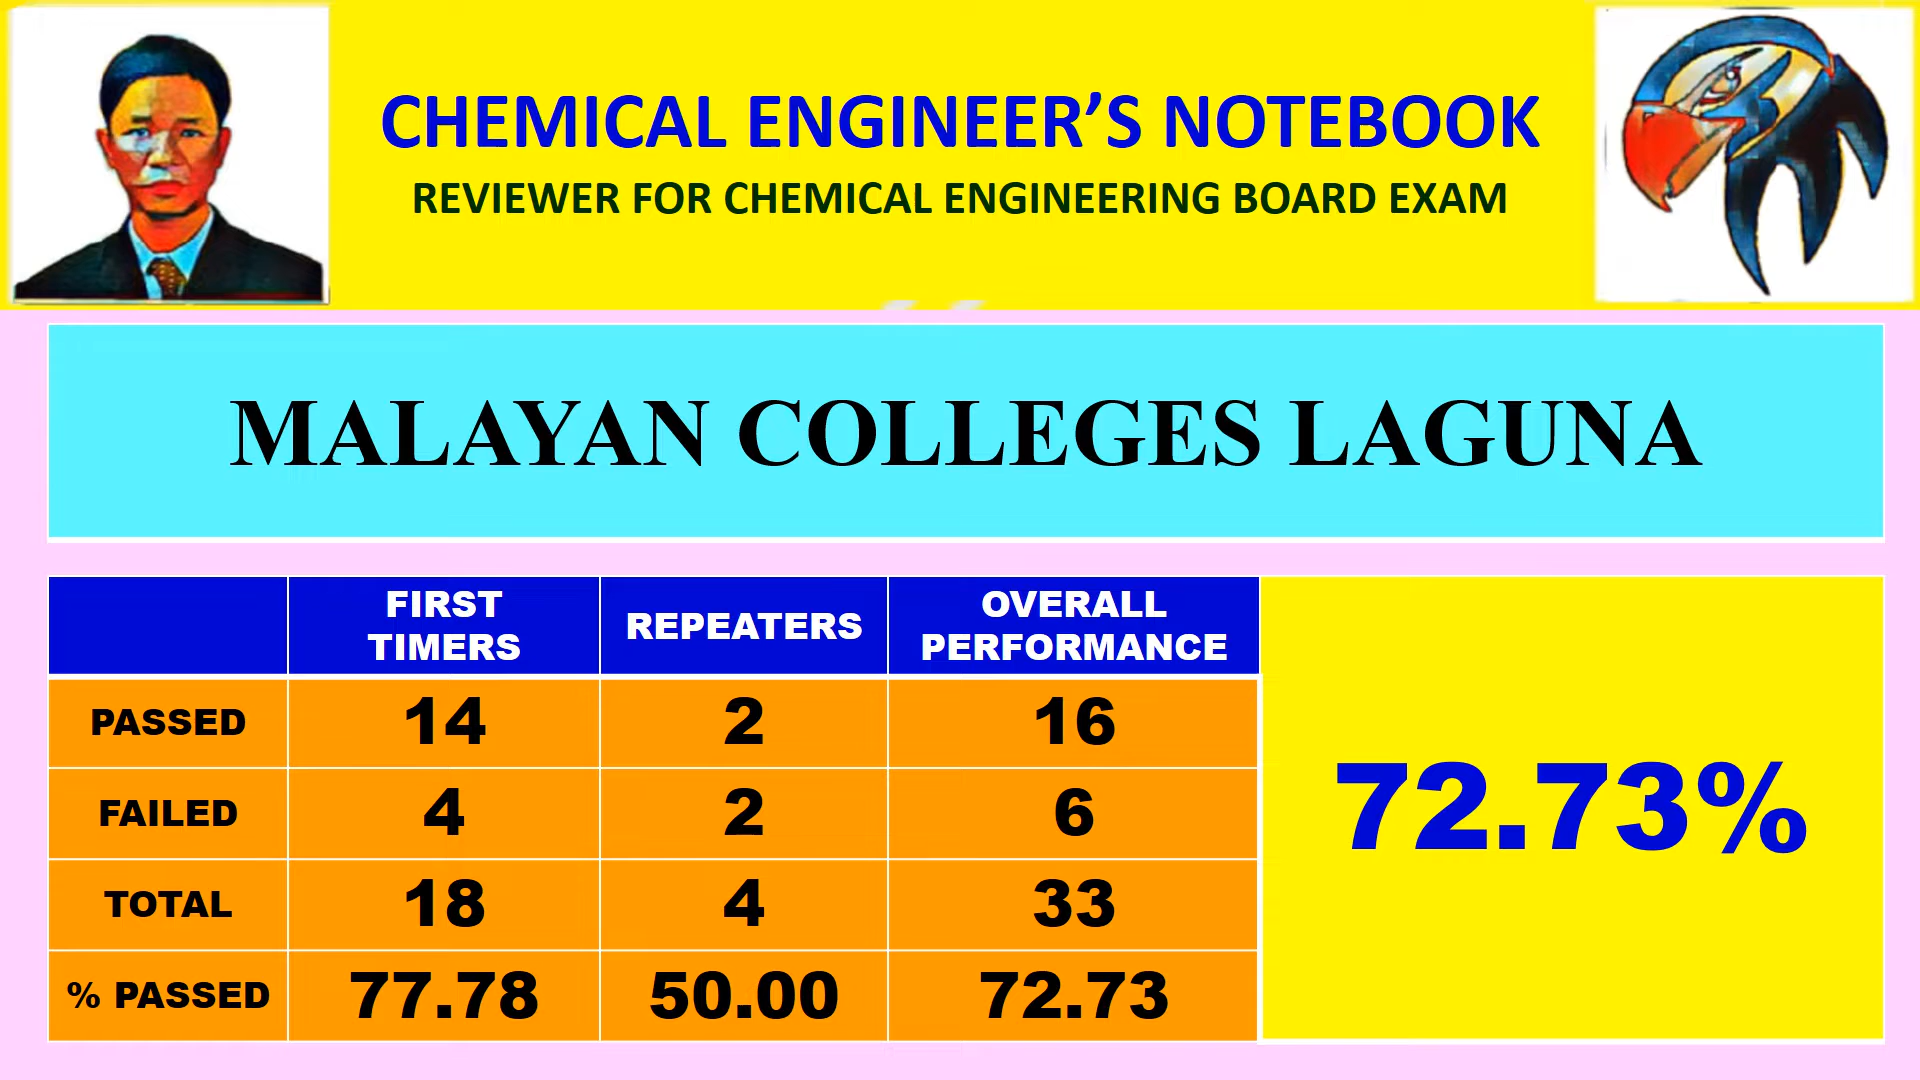 CHEMICAL ENGINEER’S NOTEBOOK
REVIEWER FOR CHEMICAL ENGINEERING BOARD EXAM
MALAYAN COLLEGES LAGUNA
FIRST TIMERS REPEATERS OVERALL PERFORMANCE
PASSED 14 2 16
FAILED 4 2 6
TOTAL 18 4 33
% PASSED 77.78 50.00 72.73
72.73%